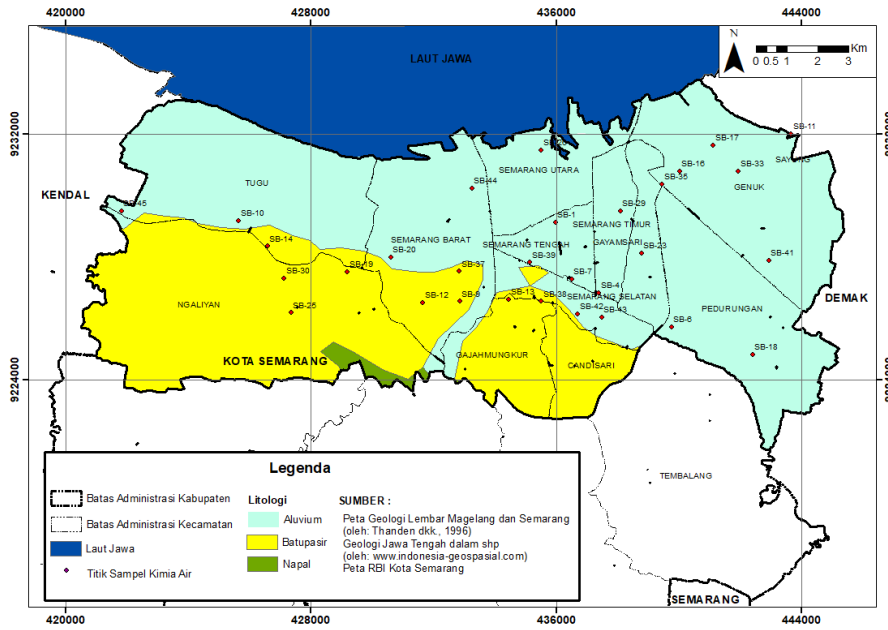 420000 428000 436000 444000
N
Km
0 0.5 1 2 3
LAUT JAWA
9232000
SB-11
SB-17
SAYUNG
SEMARANG UTARA
SB-16
SB-33
TUGU
SB-44
SB-35
GENUK
KENDAL
SB-45
SB-10
SB-1
SB-29
SEMARANG TIMUR
SB-14
SEMARANG BARAT
SEMARANG TENGAH
GAYAMSARI
SB-20
SB-39
SB-23
SB-41
SB-19
SB-37
SB-30
SB-7
SB-4
DEMAK
NGALIYAN
SB-12
SB-9
SB-13
SB-38
SEMARANG SELATAN
PEDURUNGAN
SB-25
SB-42
SB-43
SB-6
KOTA SEMARANG
GAJAHMUNGKUR
CANDISARI
SB-18
9224000
TEMBALANG
SEMARANG
Legenda
Batas Administrasi Kabupaten
Batas Administrasi Kecamatan
Laut Jawa
Titik Sampel Kimia Air
Litologi
Aluvium
Batupasir
Napal
SUMBER :
Peta Geologi Lembar Magelang dan Semarang
(oleh: Thanden dkk., 1996)
Geologi Jawa Tengah dalam shp
(oleh: www.indonesia-geospasial.com)
Peta RBI Kota Semarang
420000 428000 436000 444000